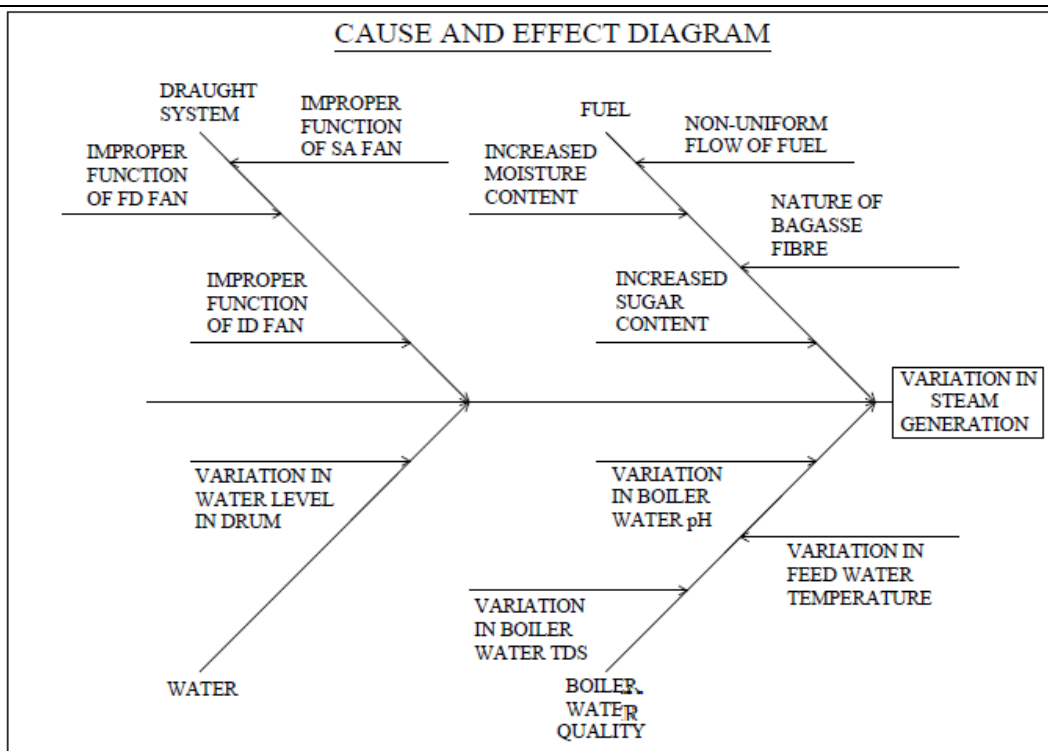 CAUSE AND EFFECT DIAGRAM
DRAUGHT
SYSTEM
IMPROPER
FUNCTION
OF SA FAN
IMPROPER
FUNCTION
OF FD FAN
IMPROPER
FUNCTION
OF ID FAN
FUEL
NON-UNIFORM
FLOW OF FUEL
INCREASED
MOISTURE
CONTENT
NATURE OF
BAGASSE
FIBRE
INCREASED
SUGAR
CONTENT
VARIATION IN
STEAM
GENERATION
VARIATION IN
WATER LEVEL
IN DRUM
WATER
VARIATION
IN BOILER
WATER pH
VARIATION IN
FEED WATER
TEMPERATURE
VARIATION
IN BOILER
WATER TDS
BOILER
WATER
QUALITY